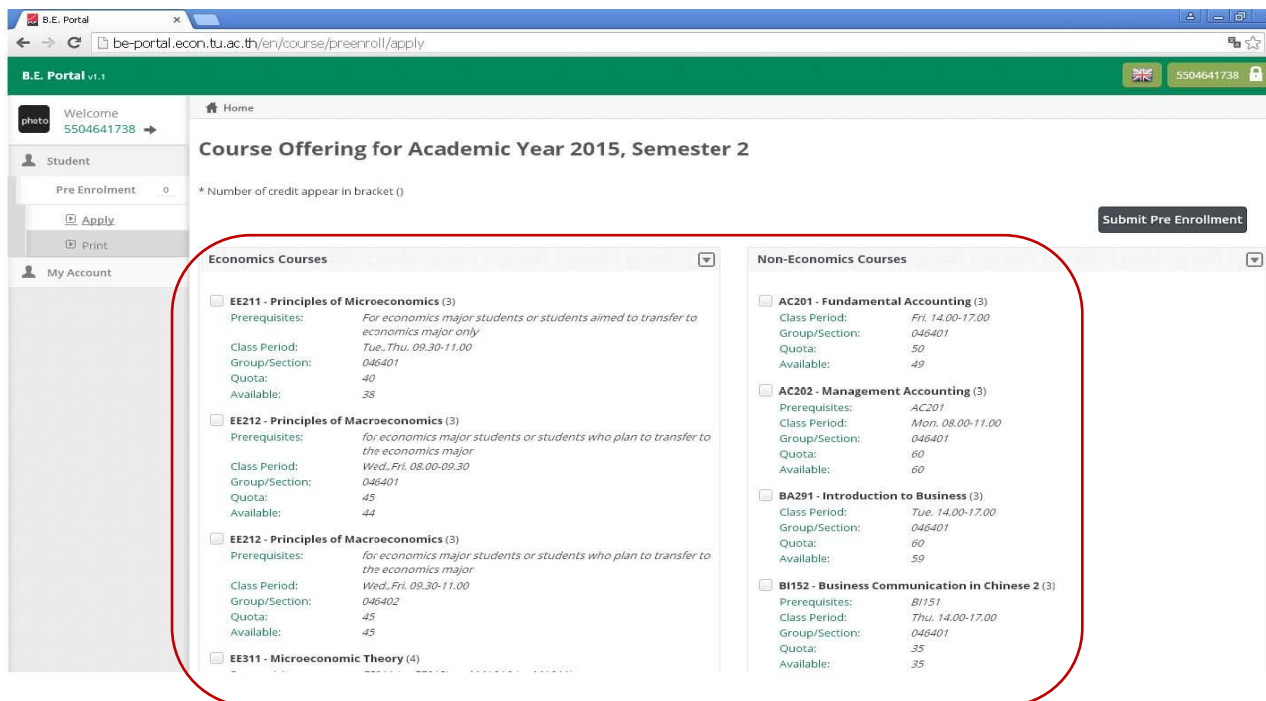 B.E. Portal
be-portal.econ.tu.ac.th/en/course/preenroll/apply
B.E. Portal v1.1
5504641738
photo
Welcome
5504641738
Student
Pre Enrolment 0
Apply
Print
My Account
Home
Course Offering for Academic Year 2015, Semester 2
* Number of credit appear in bracket ()
Submit Pre Enrollment
Economics Courses
EE211 - Principles of Microeconomics (3)
Prerequisites: For economics major students or students aimed to transfer to
economics major only
Class Period: Tue.,Thu. 09.30-11.00
Group/Section: 046401
Quota: 40
Available: 38
EE212 - Principles of Macroeconomics (3)
Prerequisites: for economics major students or students who plan to transfer to
the economics major
Class Period: Wed.,Fri. 08.00-09.30
Group/Section: 046401
Quota: 45
Available: 44
EE212 - Principles of Macroeconomics (3)
Prerequisites: for economics major students or students who plan to transfer to
the economics major
Class Period: Wed.,Fri. 09.30-11.00
Group/Section: 046402
Quota: 45
Available: 45
EE311 - Microeconomic Theory (4)
Non-Economics Courses
AC201 - Fundamental Accounting (3)
Class Period: Fri. 14.00-17.00
Group/Section: 046401
Quota: 50
Available: 49
AC202 - Management Accounting (3)
Prerequisites: AC201
Class Period: Mon. 08.00-11.00
Group/Section: 046401
Quota: 60
Available: 60
BA291 - Introduction to Business (3)
Class Period: Tue. 14.00-17.00
Group/Section: 046401
Quota: 60
Available: 59
BI152 - Business Communication in Chinese 2 (3)
Prerequisites: BI151
Class Period: Thu. 14.00-17.00
Group/Section: 046401
Quota: 35
Available: 35